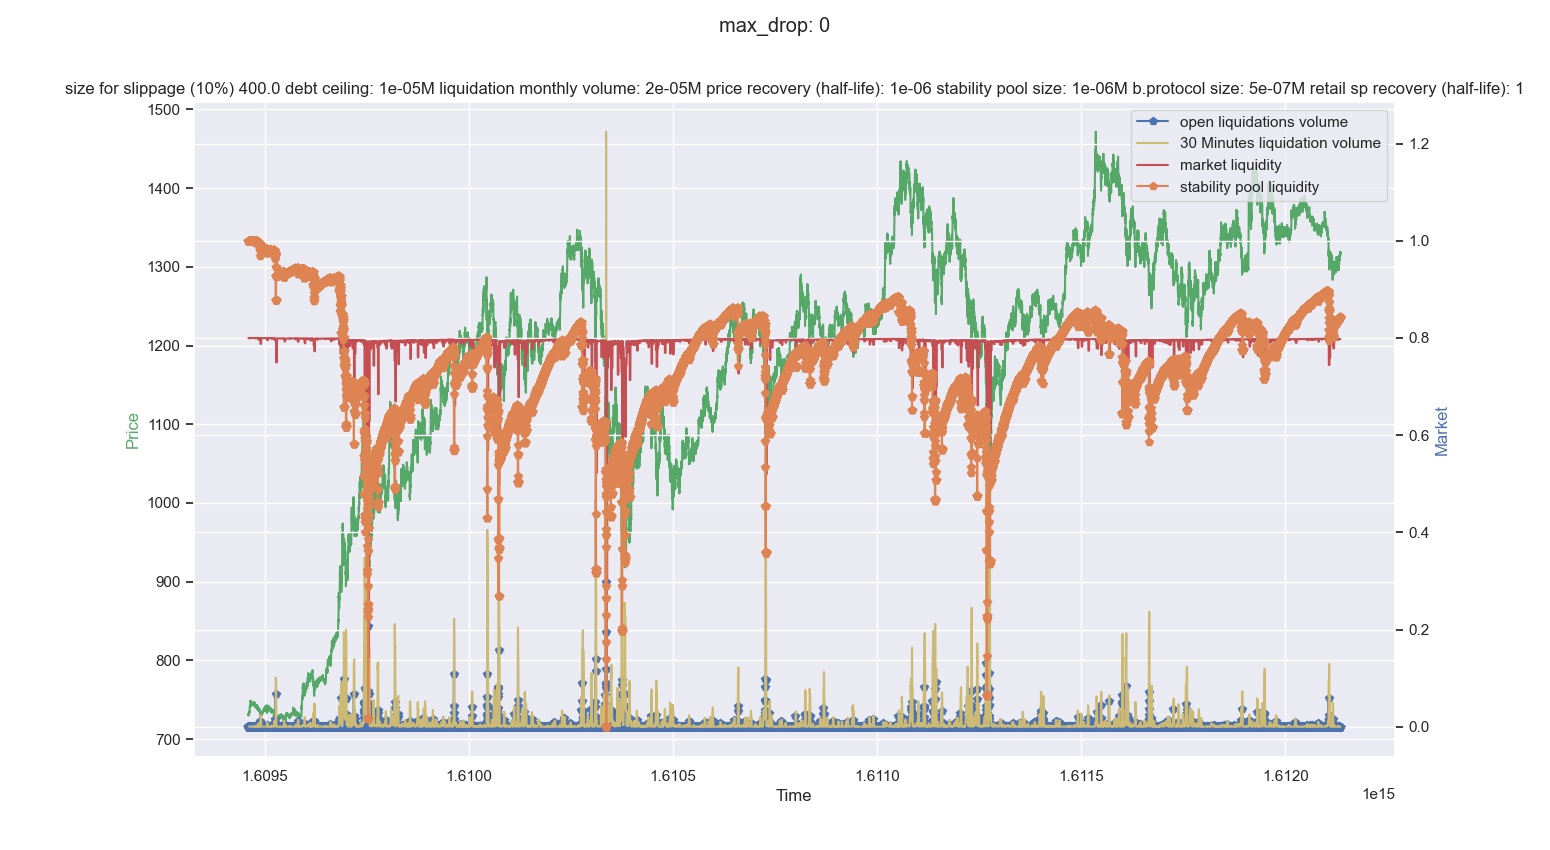 max_drop: 0
size for slippage (10%) 400.0 debt ceiling: 1e-05M liquidation monthly volume: 2e-05M price recovery (half-life): 1e-06 stability pool size: 1e-06M b.protocol size: 5e-07M retail sp recovery (half-life): 1
open liquidations volume
30 Minutes liquidation volume
market liquidity
stability pool liquidity
1500
1400
1300
1200
1100
1000
900
800
700
Price
1.2
1.0
0.8
0.6
0.4
0.2
0.0
Market
1.6095 1.6100 1.6105 1.6110 1.6115 1.6120
Time
1e15